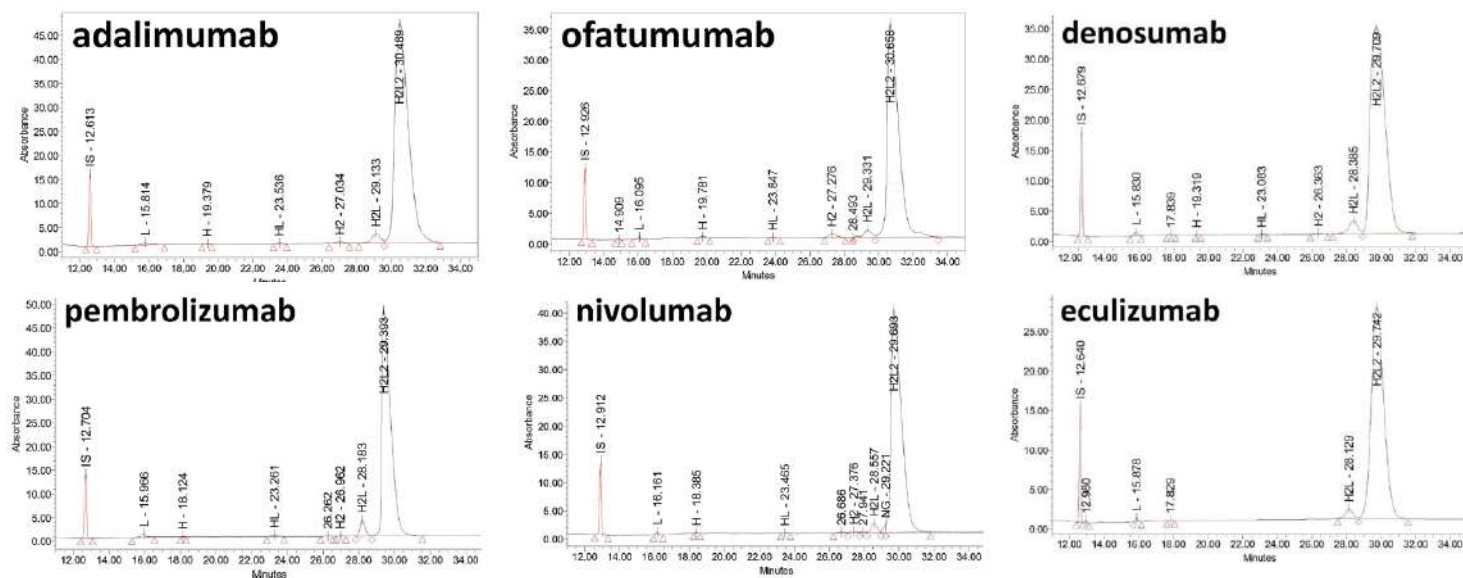 adalimumab
Absorbance
45.00
40.00
35.00
30.00
25.00
20.00
15.00
10.00
5.00
0.00
IS - 12.613
L - 15.814
H - 19.379
HL - 23.536
H2 - 27.034
H2L - 29.133
H2L2 - 30.489
12.00 14.00 16.00 18.00 20.00 22.00 24.00 26.00 28.00 30.00 32.00 34.00
Minutes
ofatumumab
Absorbance
35.00
30.00
25.00
20.00
15.00
10.00
5.00
0.00
IS - 12.926
14.909
L - 16.095
H - 19.781
HL - 23.847
H2 - 27.276
28.493
H2L - 29.331
H2L2 - 30.658
12.00 14.00 16.00 18.00 20.00 22.00 24.00 26.00 28.00 30.00 32.00 34.00
Minutes
denosumab
Absorbance
35.00
30.00
25.00
20.00
15.00
10.00
5.00
0.00
IS - 12.679
L - 15.830
17.839
H - 19.319
HL - 23.083
H2 - 26.363
H2L - 28.385
H2L2 - 29.709
12.00 14.00 16.00 18.00 20.00 22.00 24.00 26.00 28.00 30.00 32.00 34.00
Minutes
pembrolizumab
Absorbance
50.00
45.00
40.00
35.00
30.00
25.00
20.00
15.00
10.00
5.00
0.00
IS - 12.704
L - 15.966
H - 18.124
HL - 23.261
26.262
H2 - 26.962
H2L - 28.183
H2L2 - 29.393
12.00 14.00 16.00 18.00 20.00 22.00 24.00 26.00 28.00 30.00 32.00 34.00
Minutes
nivolumab
Absorbance
40.00
35.00
30.00
25.00
20.00
15.00
10.00
5.00
0.00
IS - 12.912
L - 16.161
H - 18.385
HL - 23.465
26.686
H2 - 27.376
27.941
H2L - 28.557
NG - 29.221
H2L2 - 29.693
12.00 14.00 16.00 18.00 20.00 22.00 24.00 26.00 28.00 30.00 32.00 34.00
Minutes
eculizumab
Absorbance
25.00
20.00
15.00
10.00
5.00
0.00
IS - 12.640
12.960
L - 15.878
17.829
H2L - 28.129
H2L2 - 29.742
12.00 14.00 16.00 18.00 20.00 22.00 24.00 26.00 28.00 30.00 32.00 34.00
Minutes